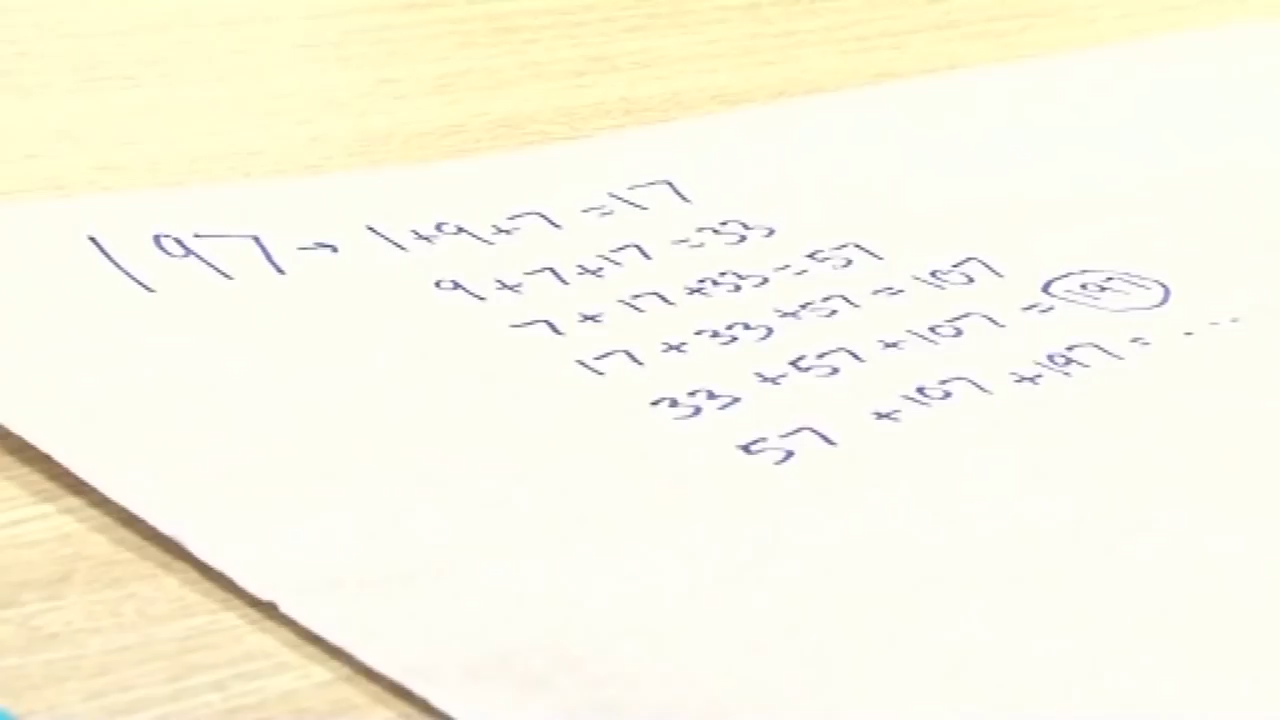 197 → 1+9+7 = 17
9+7+17 = 33
7 + 17 + 33 = 57
17 + 33 + 57 = 107
33 + 57 + 107 = 197
57 + 107 + 197 = ...